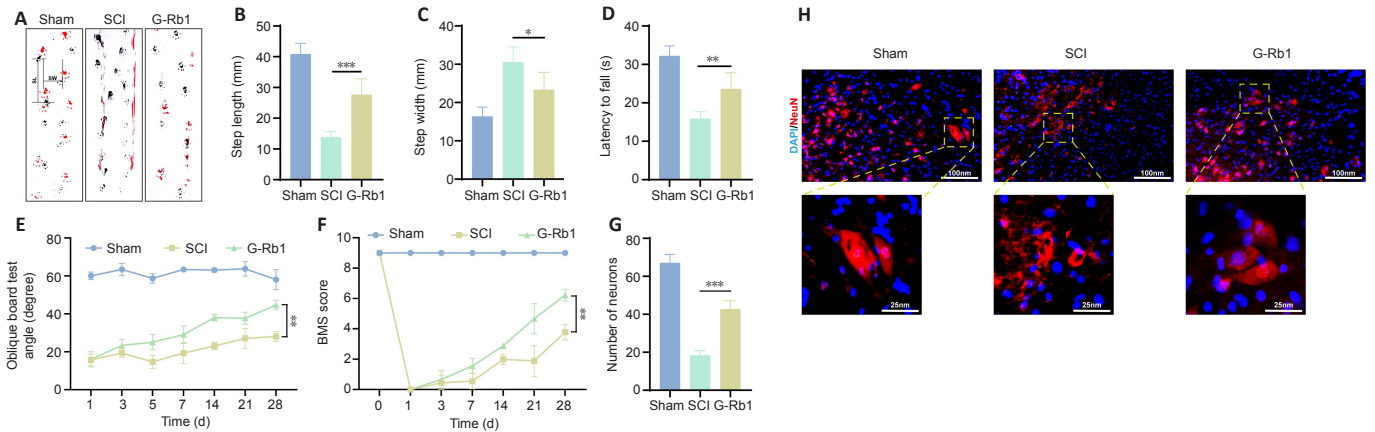 A
Sham SCI G-Rb1
SL
SW
B
Step length (mm)
50
40
30
20
10
0
***
Sham SCI G-Rb1
C
Step width (mm)
40
30
20
10
0
*
Sham SCI G-Rb1
D
Latency to fall (s)
40
30
20
10
0
**
Sham SCI G-Rb1
E
Sham SCI G-Rb1
Oblique board test
angle (degree)
80
60
40
20
0
**
1 3 5 7 14 21 28
Time (d)
F
Sham SCI G-Rb1
BMS score
10
8
6
4
2
0
**
0 1 3 7 14 21 28
Time (d)
G
Number of neurons
80
60
40
20
0
***
Sham SCI G-Rb1
H
Sham SCI G-Rb1
DAPI/NeuN
100nm 100nm 100nm
25nm 25nm 25nm